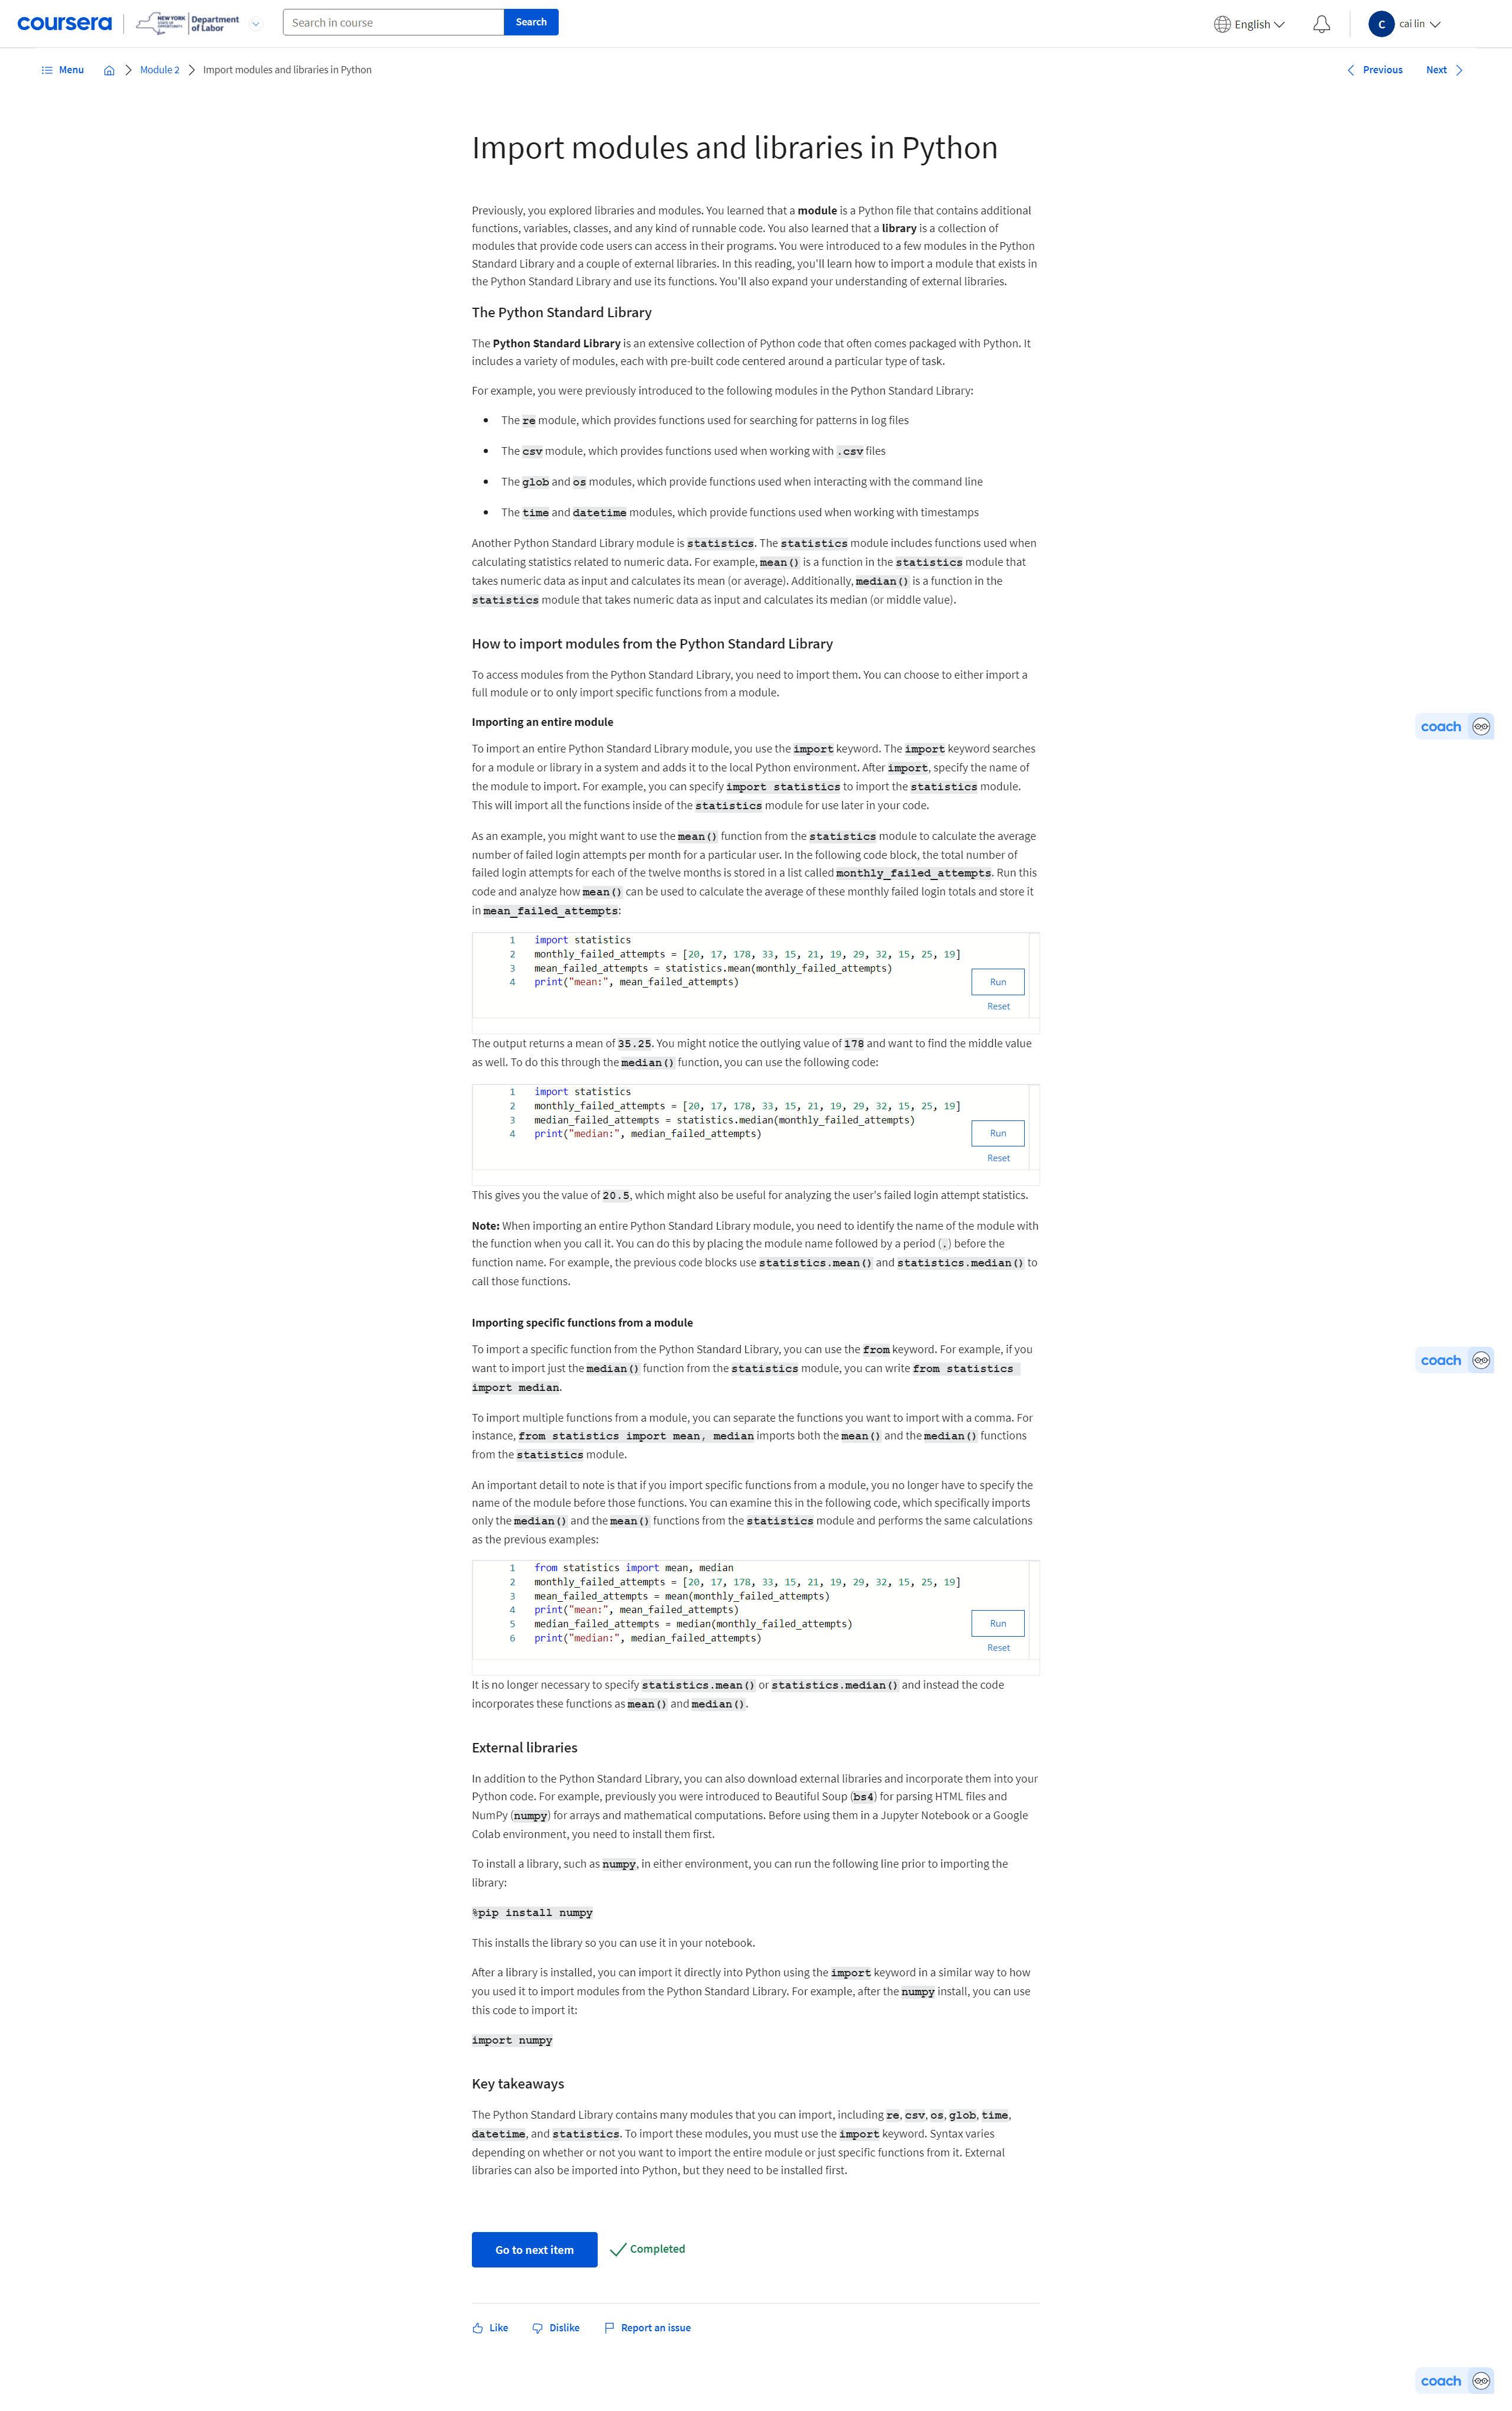 coursera
NEW YORK
STATE OF
OPPORTUNITY.
Department
of Labor
Search in course
Search
English
C
cai lin
Menu
Module 2
Import modules and libraries in Python
Previous
Next
Import modules and libraries in Python
Previously, you explored libraries and modules. You learned that a module is a Python file that contains additional
functions, variables, classes, and any kind of runnable code. You also learned that a library is a collection of
modules that provide code users can access in their programs. You were introduced to a few modules in the Python
Standard Library and a couple of external libraries. In this reading, you'll learn how to import a module that exists in
the Python Standard Library and use its functions. You'll also expand your understanding of external libraries.
The Python Standard Library
The Python Standard Library is an extensive collection of Python code that often comes packaged with Python. It
includes a variety of modules, each with pre-built code centered around a particular type of task.
For example, you were previously introduced to the following modules in the Python Standard Library:
• The re module, which provides functions used for searching for patterns in log files
• The csv module, which provides functions used when working with .csv files
• The glob and os modules, which provide functions used when interacting with the command line
• The time and datetime modules, which provide functions used when working with timestamps
Another Python Standard Library module is statistics. The statistics module includes functions used when
calculating statistics related to numeric data. For example, mean() is a function in the statistics module that
takes numeric data as input and calculates its mean (or average). Additionally, median() is a function in the
statistics module that takes numeric data as input and calculates its median (or middle value).
How to import modules from the Python Standard Library
To access modules from the Python Standard Library, you need to import them. You can choose to either import a
full module or to only import specific functions from a module.
Importing an entire module
coach
To import an entire Python Standard Library module, you use the import keyword. The import keyword searches
for a module or library in a system and adds it to the local Python environment. After import, specify the name of
the module to import. For example, you can specify import statistics to import the statistics module.
This will import all the functions inside of the statistics module for use later in your code.
As an example, you might want to use the mean() function from the statistics module to calculate the average
number of failed login attempts per month for a particular user. In the following code block, the total number of
failed login attempts for each of the twelve months is stored in a list called monthly_failed_attempts. Run this
code and analyze how mean() can be used to calculate the average of these monthly failed login totals and store it
in mean_failed_attempts:
1 import statistics
2 monthly_failed_attempts = [20, 17, 178, 33, 15, 21, 19, 29, 32, 15, 25, 19]
3 mean_failed_attempts = statistics.mean(monthly_failed_attempts)
4 print("mean:", mean_failed_attempts)
Run
Reset
The output returns a mean of 35.25. You might notice the outlying value of 178 and want to find the middle value
as well. To do this through the median() function, you can use the following code:
1 import statistics
2 monthly_failed_attempts = [20, 17, 178, 33, 15, 21, 19, 29, 32, 15, 25, 19]
3 median_failed_attempts = statistics.median(monthly_failed_attempts)
4 print("median:", median_failed_attempts)
Run
Reset
This gives you the value of 20.5, which might also be useful for analyzing the user's failed login attempt statistics.
Note: When importing an entire Python Standard Library module, you need to identify the name of the module with
the function when you call it. You can do this by placing the module name followed by a period (.) before the
function name. For example, the previous code blocks use statistics.mean() and statistics.median() to
call those functions.
Importing specific functions from a module
To import a specific function from the Python Standard Library, you can use the from keyword. For example, if you
want to import just the median() function from the statistics module, you can write from statistics
import median.
coach
To import multiple functions from a module, you can separate the functions you want to import with a comma. For
instance, from statistics import mean, median imports both the mean() and the median() functions
from the statistics module.
An important detail to note is that if you import specific functions from a module, you no longer have to specify the
name of the module before those functions. You can examine this in the following code, which specifically imports
only the median() and the mean() functions from the statistics module and performs the same calculations
as the previous examples:
1 from statistics import mean, median
2 monthly_failed_attempts = [20, 17, 178, 33, 15, 21, 19, 29, 32, 15, 25, 19]
3 mean_failed_attempts = mean(monthly_failed_attempts)
4 print("mean:", mean_failed_attempts)
5 median_failed_attempts = median(monthly_failed_attempts)
6 print("median:", median_failed_attempts)
Run
Reset
It is no longer necessary to specify statistics.mean() or statistics.median() and instead the code
incorporates these functions as mean() and median().
External libraries
In addition to the Python Standard Library, you can also download external libraries and incorporate them into your
Python code. For example, previously you were introduced to Beautiful Soup (bs4) for parsing HTML files and
NumPy (numpy) for arrays and mathematical computations. Before using them in a Jupyter Notebook or a Google
Colab environment, you need to install them first.
To install a library, such as numpy, in either environment, you can run the following line prior to importing the
library:
%pip install numpy
This installs the library so you can use it in your notebook.
After a library is installed, you can import it directly into Python using the import keyword in a similar way to how
you used it to import modules from the Python Standard Library. For example, after the numpy install, you can use
this code to import it:
import numpy
Key takeaways
The Python Standard Library contains many modules that you can import, including re, csv, os, glob, time,
datetime, and statistics. To import these modules, you must use the import keyword. Syntax varies
depending on whether or not you want to import the entire module or just specific functions from it. External
libraries can also be imported into Python, but they need to be installed first.
Go to next item
Completed
Like
Dislike
Report an issue
coach